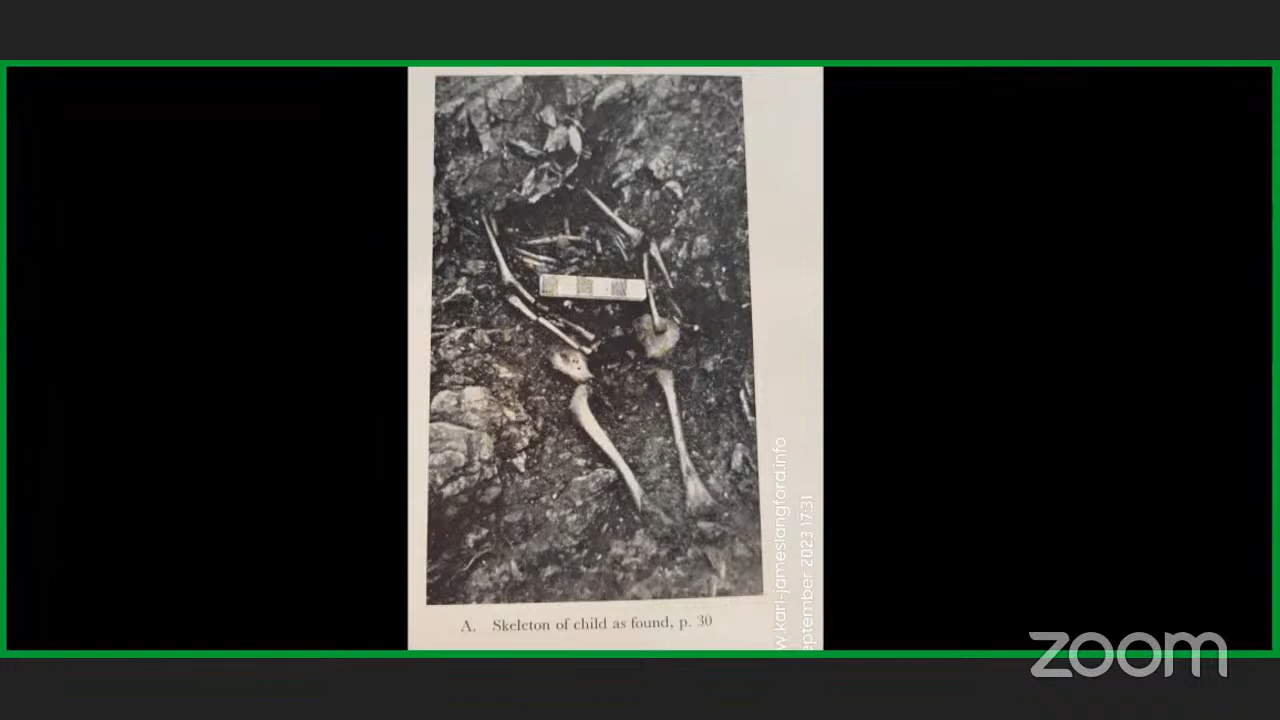 A. Skeleton of child as found, p. 30
w.karl-jameslangford.info
eptember 2023 17:31
zoom